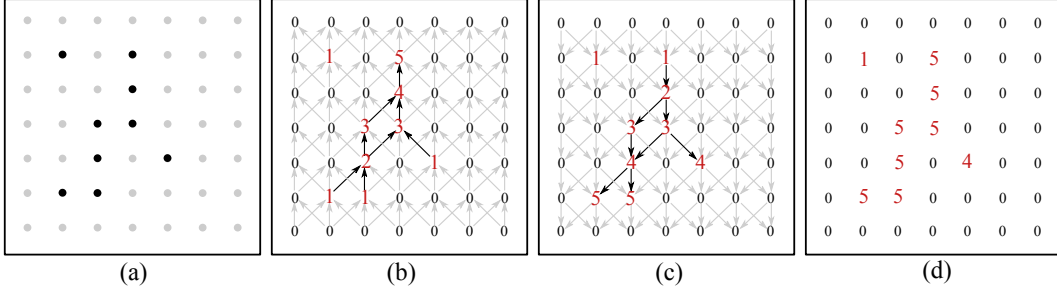 (a)
0 0 0 0 0 0 0
0 1 0 5 0 0 0
0 0 0 4 0 0 0
0 0 3 3 0 0 0
0 0 2 0 1 0 0
0 1 1 0 0 0 0
0 0 0 0 0 0 0
(b)
0 0 0 0 0 0 0
0 1 0 1 0 0 0
0 0 0 2 0 0 0
0 0 3 3 0 0 0
0 0 4 0 4 0 0
0 5 5 0 0 0 0
0 0 0 0 0 0 0
(c)
0 0 0 0 0 0 0
0 1 0 5 0 0 0
0 0 0 5 0 0 0
0 0 5 5 0 0 0
0 0 5 0 4 0 0
0 5 5 0 0 0 0
0 0 0 0 0 0 0
(d)